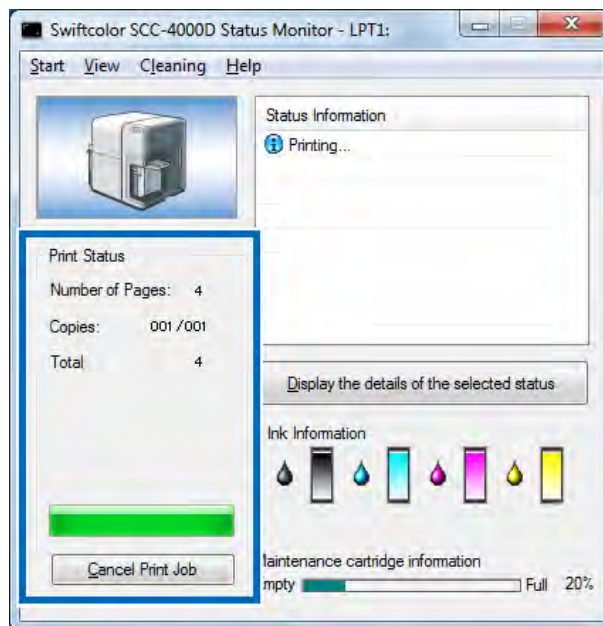 Swiftcolor SCC-4000D Status Monitor - LPT1:
Start View Cleaning Help
Status Information
Printing...
Print Status
Number of Pages: 4
Copies: 001/001
Total 4
Display the details of the selected status
Ink Information
Cancel Print Job
Maintenance cartridge information
mpty Full 20%